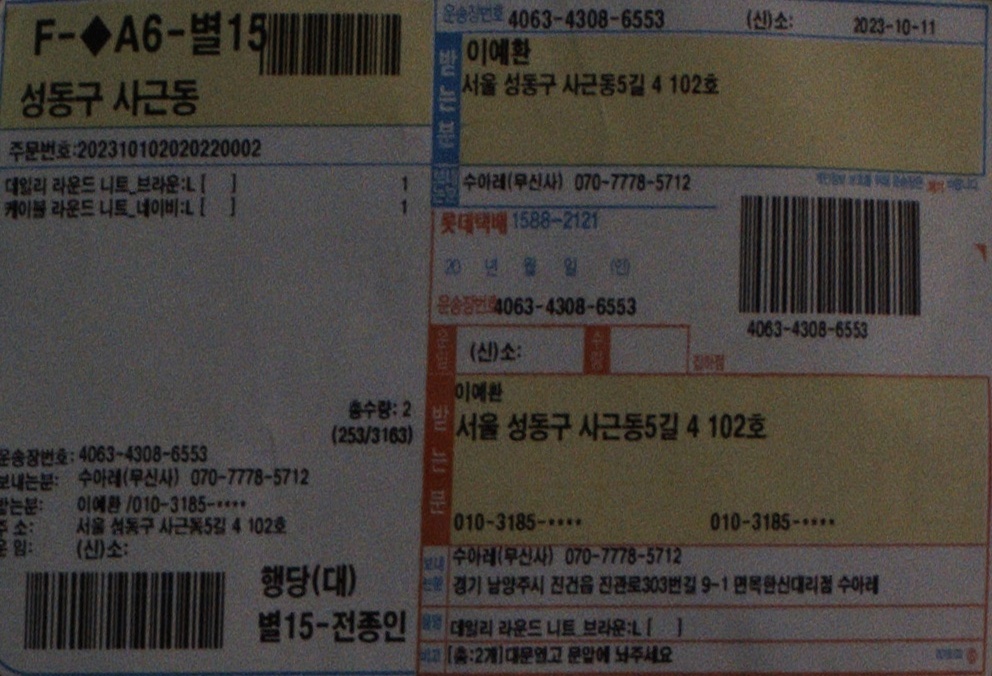 F-◆A6-별15
성동구 사근동
주문번호:202310102020220002
데일리 라운드 니트_브라운:L [ ] 1
케이블 라운드 니트_네이비:L [ ] 1
총수량: 2
(253/3163)
운송장번호: 4063-4308-6553
보내는분: 수아레(무신사) 070-7778-5712
받는분: 이예환 /010-3185-····
주 소: 서울 성동구 사근동5길 4 102호
운 임: (신)소:
행당(대)
별15-전종인
운송장번호 4063-4308-6553 (신)소: 2023-10-11
받는분
이예환
서울 성동구 사근동5길 4 102호
수아레(무신사) 070-7778-5712
롯데택배 1588-2121
20 년 월 일 (인)
운송장번호 4063-4308-6553
4063-4308-6553
운임 (신)소:
집하점
받는분
이예환
서울 성동구 사근동5길 4 102호
010-3185-···· 010-3185-····
보내는분 수아레(무신사) 070-7778-5712
경기 남양주시 진건읍 진관로303번길 9-1 면목완신대리점 수아레
품명 데일리 라운드 니트_브라운:L [ ]
비고 [총:2개]대문열고 문앞에 놔주세요